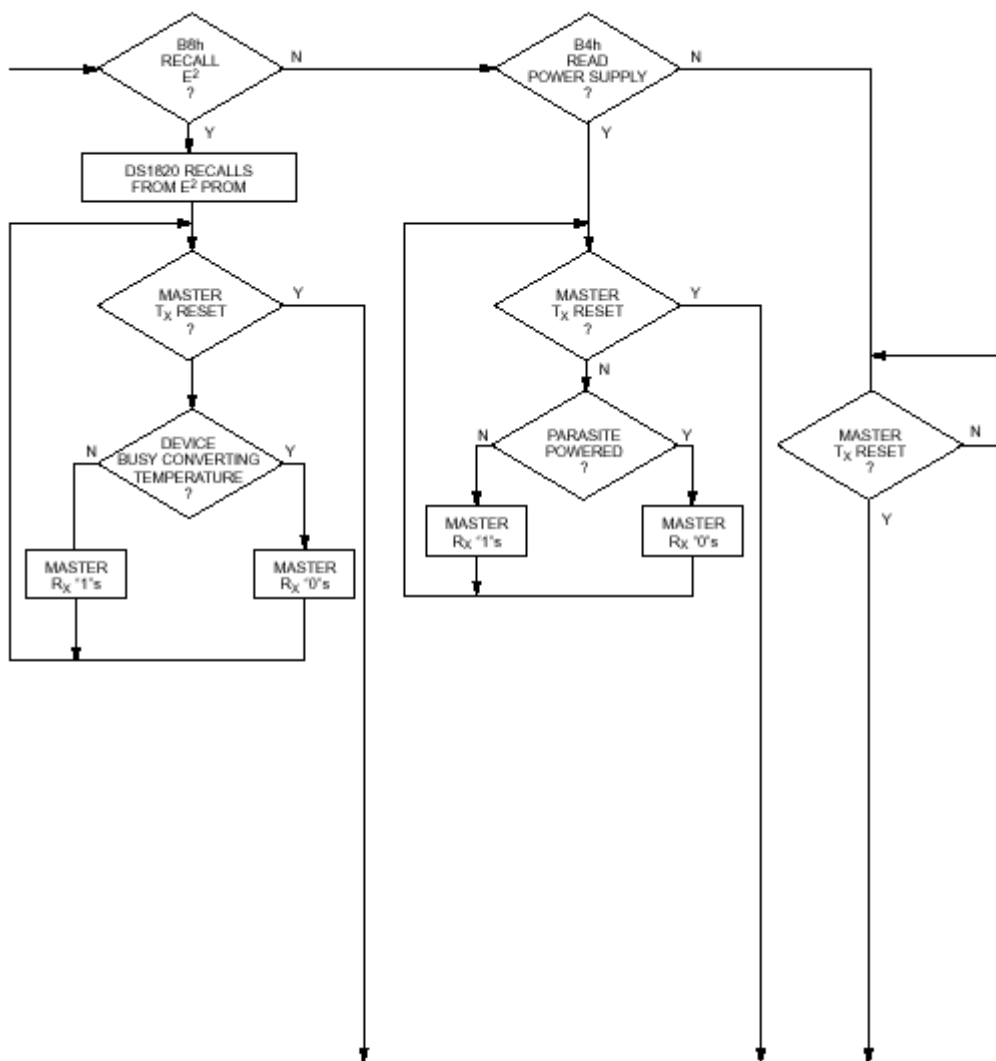 B8h
RECALL
E²
?
N
Y
DS1820 RECALLS
FROM E² PROM
MASTER
TX RESET
?
Y
DEVICE
BUSY CONVERTING
TEMPERATURE
?
N
Y
MASTER
RX “1”s
MASTER
RX “0”s
B4h
READ
POWER SUPPLY
?
N
Y
MASTER
TX RESET
?
Y
N
PARASITE
POWERED
?
N
Y
MASTER
RX “1”s
MASTER
RX “0”s
MASTER
TX RESET
?
N
Y